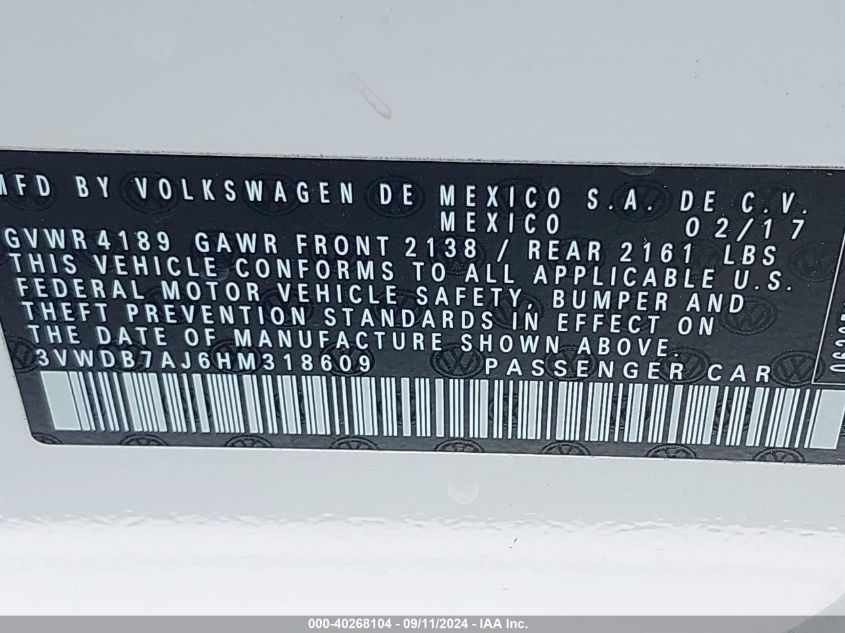 MFD BY VOLKSWAGEN DE MEXICO S.A. DE C.V.
MEXICO 02/17
GVWR 4189 GAWR FRONT 2138 / REAR 2161 LBS
THIS VEHICLE CONFORMS TO ALL APPLICABLE U.S.
FEDERAL MOTOR VEHICLE SAFETY, BUMPER AND
THEFT PREVENTION STANDARDS IN EFFECT ON
THE DATE OF MANUFACTURE SHOWN ABOVE.
3VWDB7AJ6HM318609 PASSENGER CAR
000-40268104 - 09/11/2024 - IAA Inc.